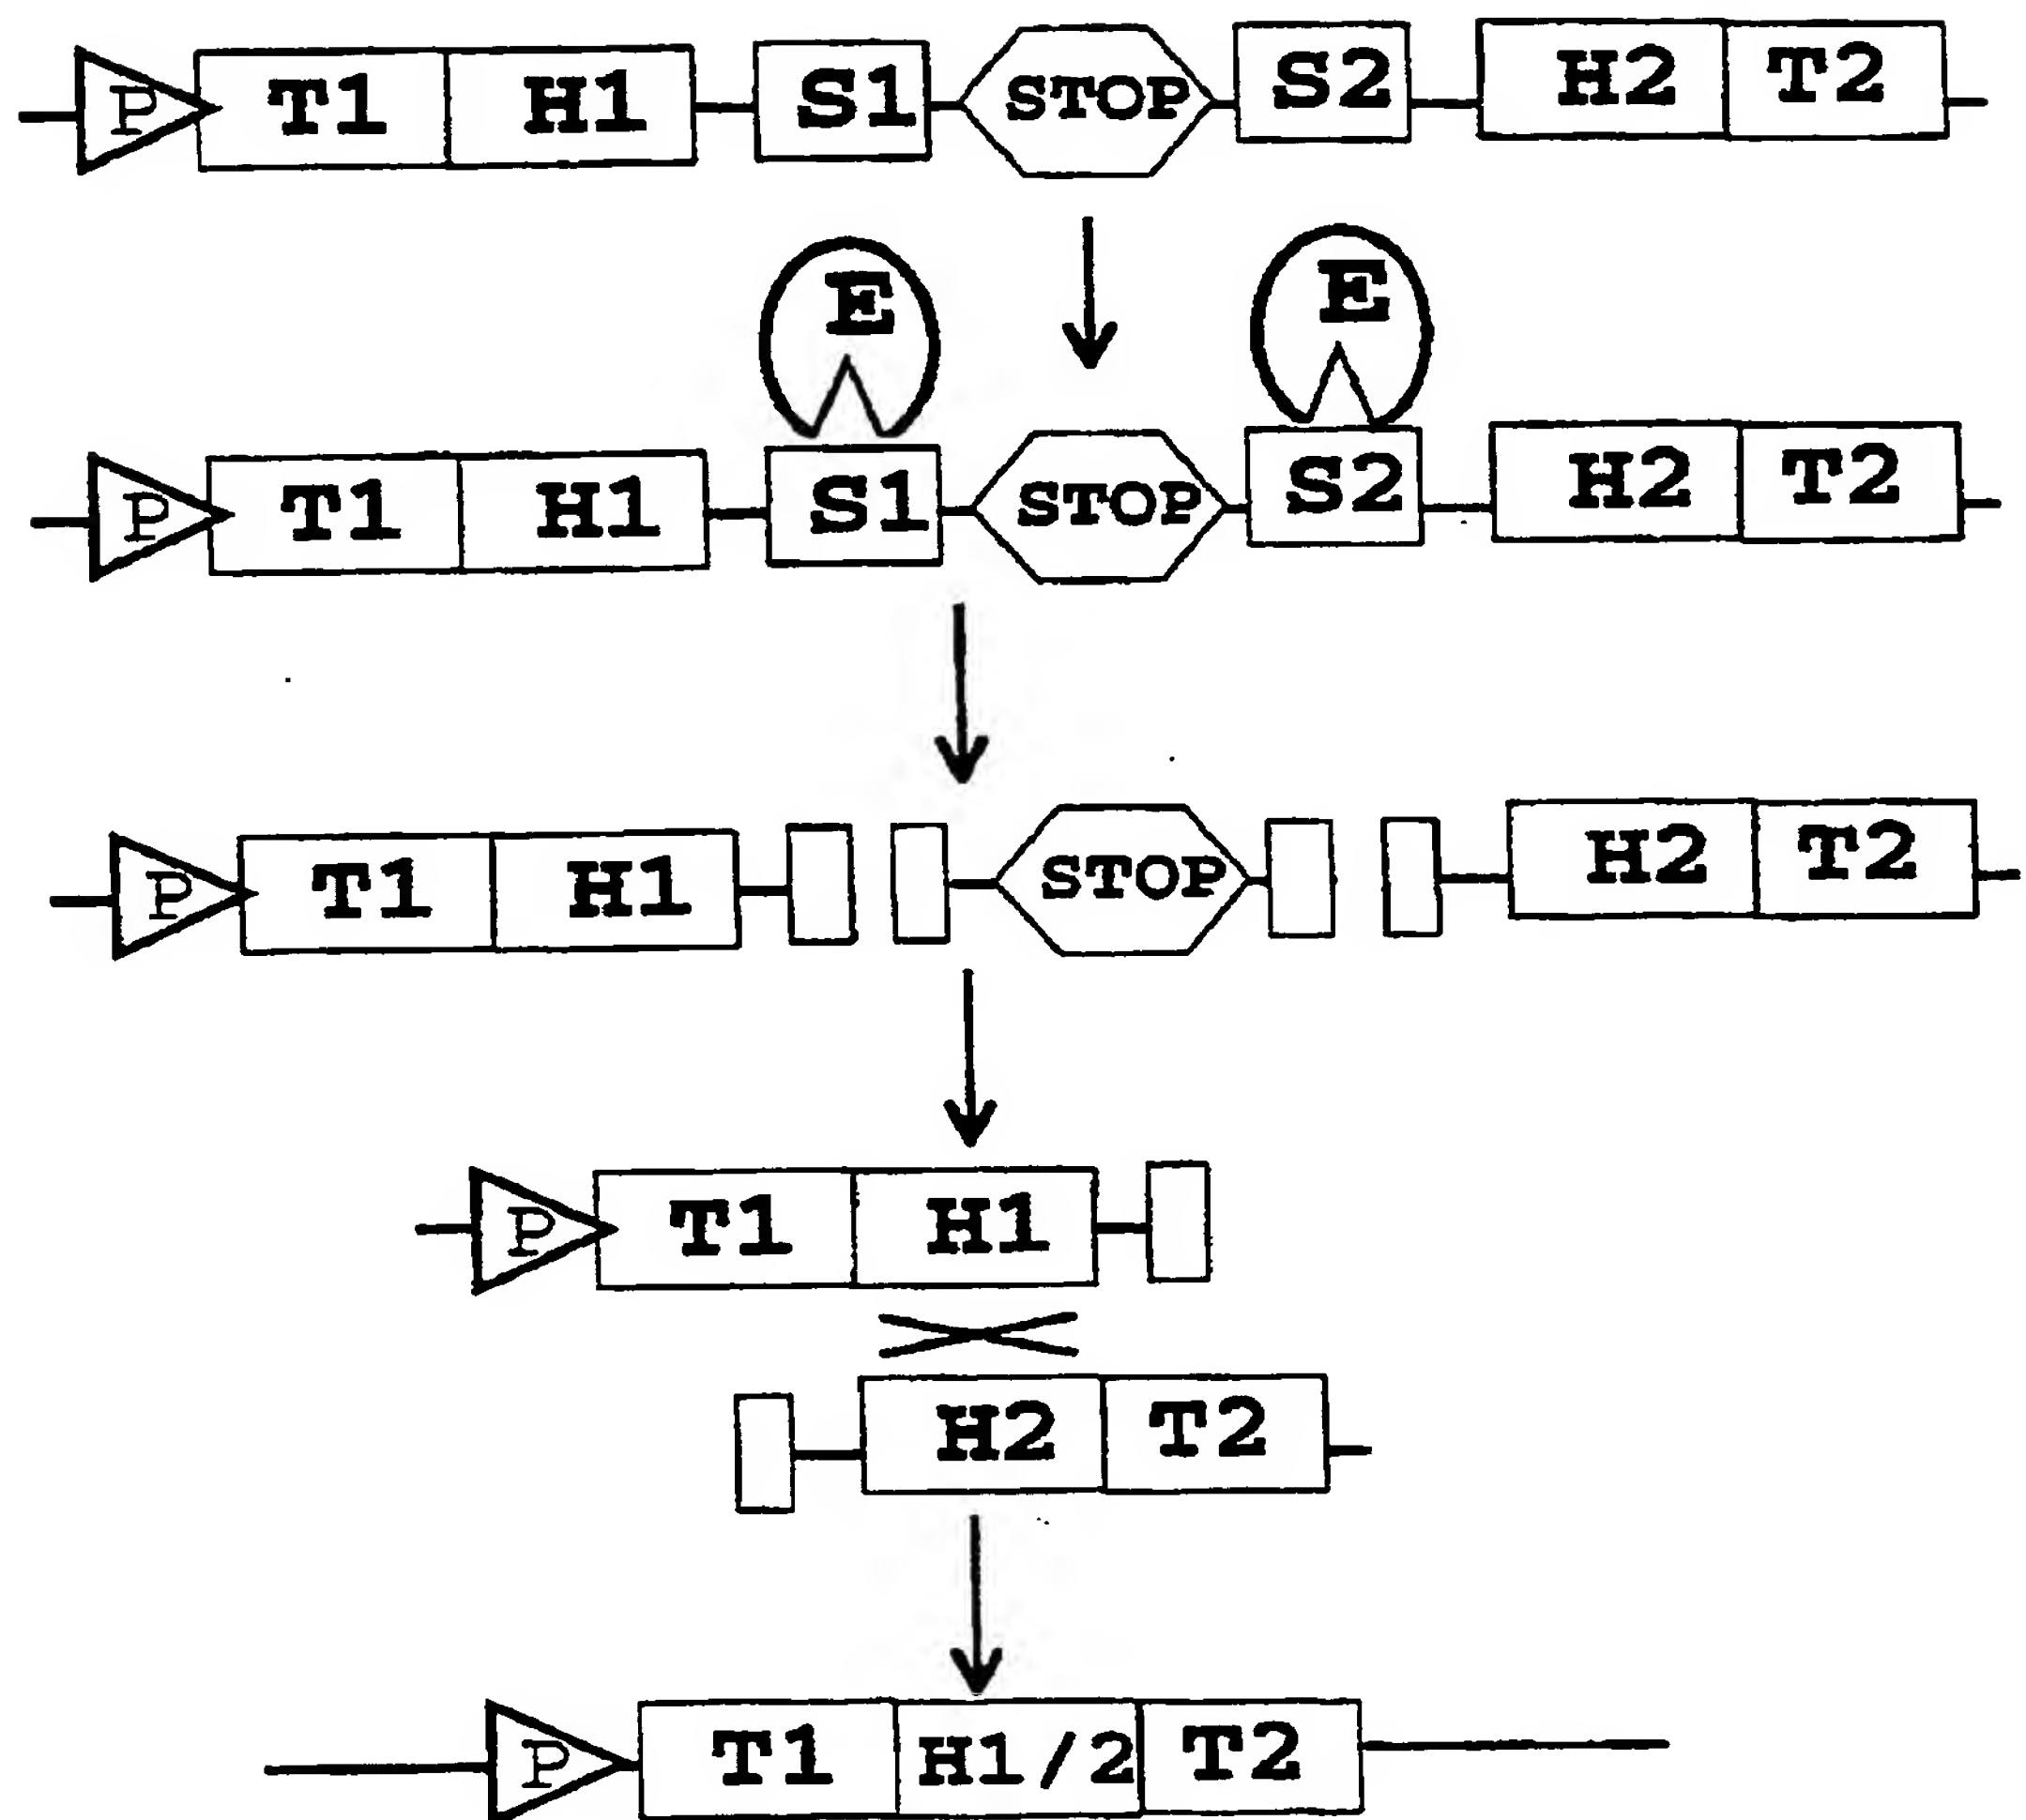 P T1 H1 S1 STOP S2 H2 T2
E E
P T1 H1 S1 STOP S2 H2 T2
P T1 H1 STOP H2 T2
P T1 H1
H2 T2
P T1 H1/2 T2